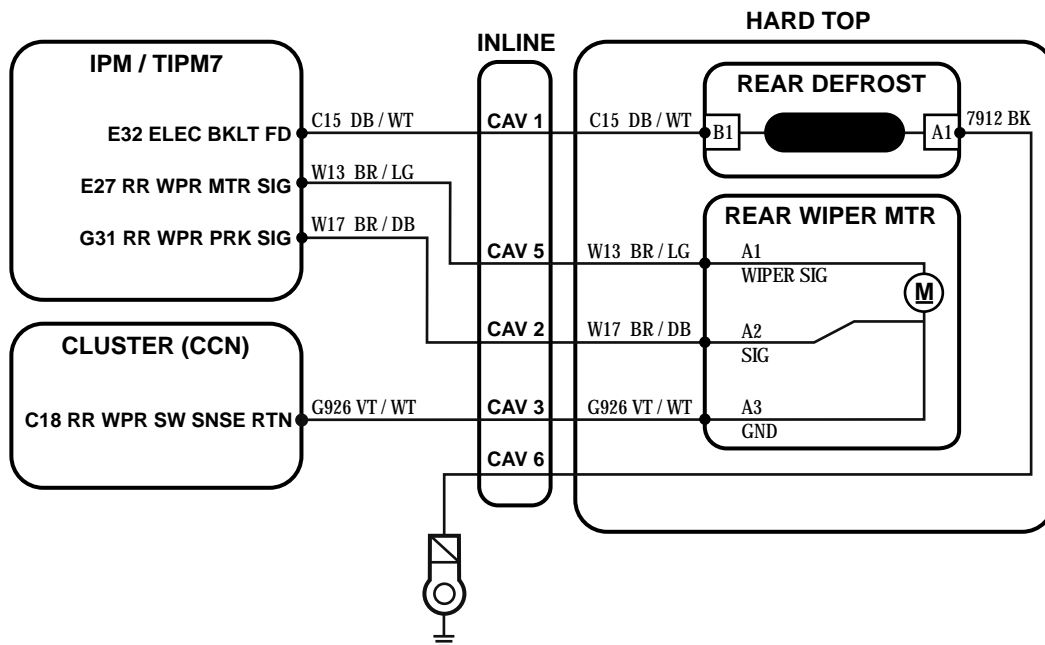 HARD TOP
IPM / TIPM7
INLINE
REAR DEFROST
E32 ELEC BKLT FD
C15 DB / WT
CAV 1
C15 DB / WT
B1
A1
7912 BK
E27 RR WPR MTR SIG
W13 BR / LG
G31 RR WPR PRK SIG
W17 BR / DB
REAR WIPER MTR
CAV 5
W13 BR / LG
A1
WIPER SIG
M
CLUSTER (CCN)
CAV 2
W17 BR / DB
A2
SIG
C18 RR WPR SW SNSE RTN
G926 VT / WT
CAV 3
G926 VT / WT
A3
GND
CAV 6